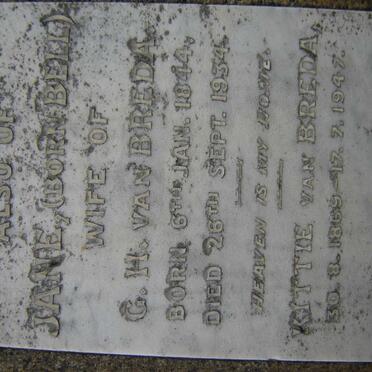 ALSO OF
JANE, (BORN BELL)
WIFE OF
G. H. VAN BREDA,
BORN 6TH JAN. 1844,
DIED 26TH SEPT. 1934.
HEAVEN IS MY HOME.
KITTIE VAN BREDA,
30. 8. 1865 – 17. 7. 1947.